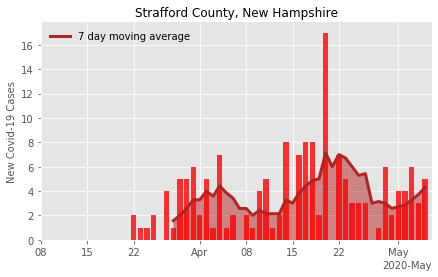 Strafford County, New Hampshire
7 day moving average
New Covid-19 Cases
16
14
12
10
8
6
4
2
0
08 15 22 Apr 08 15 22 May
2020-May